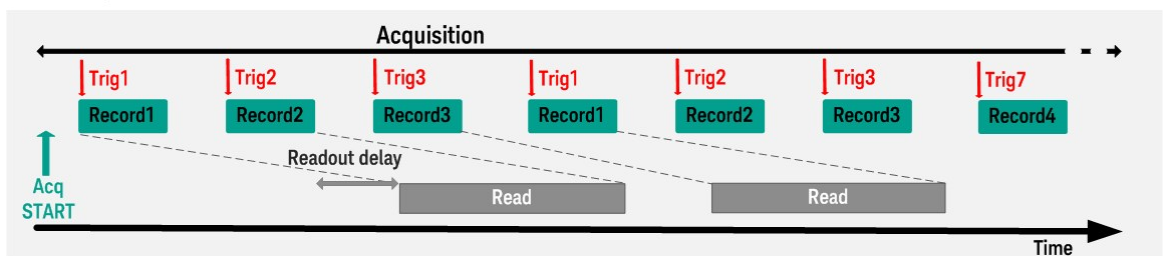 Acquisition
Trig1
Trig2
Trig3
Trig1
Trig2
Trig3
Trig7
Record1
Record2
Record3
Record1
Record2
Record3
Record4
Readout delay
Acq
START
Read
Read
Time